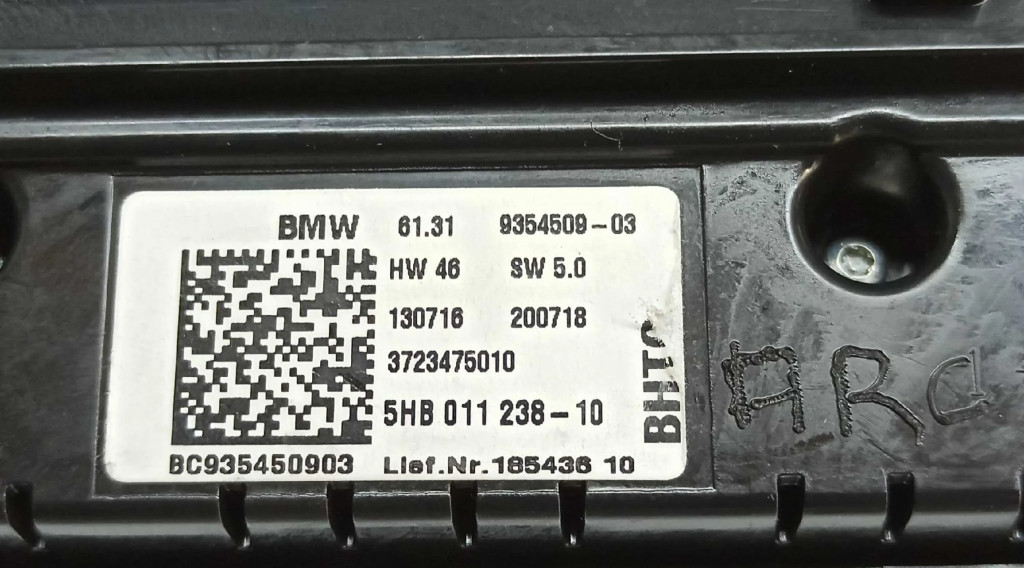 BMW 61.31 9354509-03
HW 46 SW 5.0
130716 200718
3723475010
5HB 011 238-10
BC935450903 Lief.Nr.185436 10
BHTC
ARC